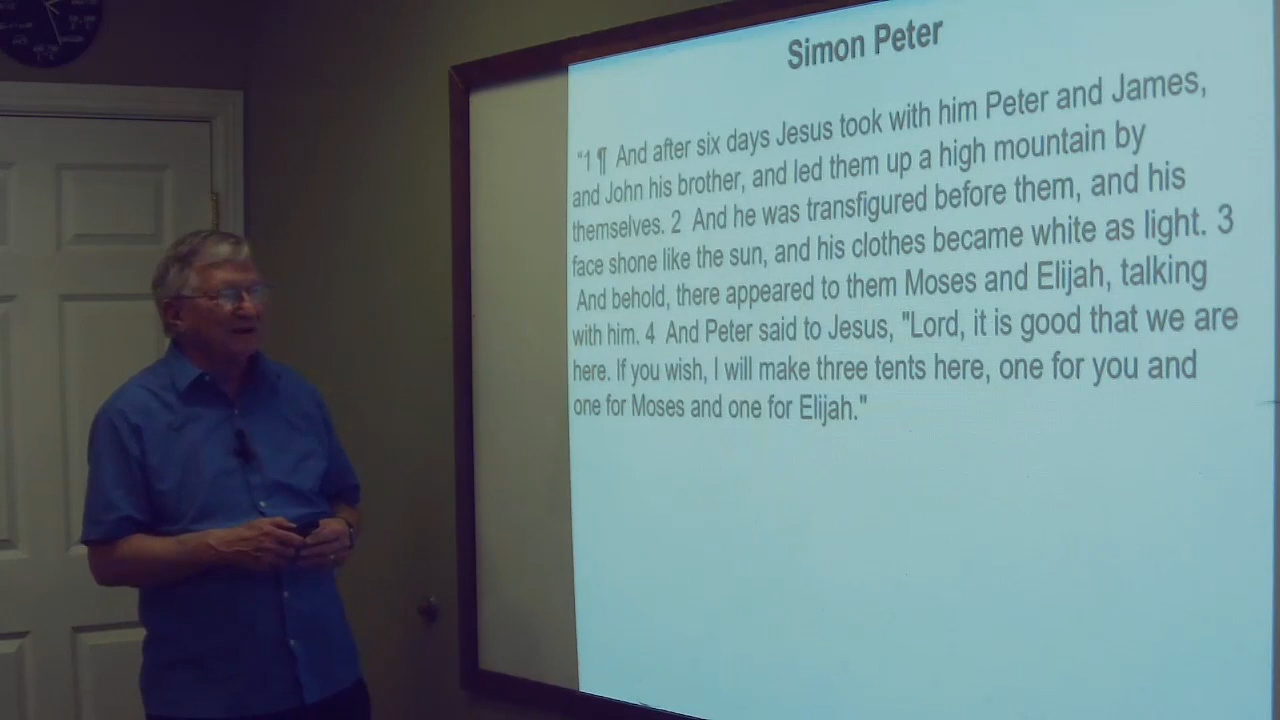 Simon Peter
“1 ¶ And after six days Jesus took with him Peter and James,
and John his brother, and led them up a high mountain by
themselves. 2 And he was transfigured before them, and his
face shone like the sun, and his clothes became white as light. 3
And behold, there appeared to them Moses and Elijah, talking
with him. 4 And Peter said to Jesus, "Lord, it is good that we are
here. If you wish, I will make three tents here, one for you and
one for Moses and one for Elijah."